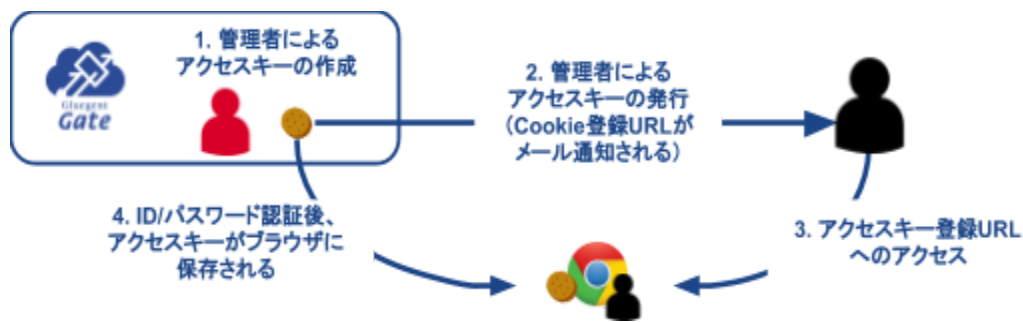 1. 管理者による
アクセスキーの作成
Glsegent
Gate
2. 管理者による
アクセスキーの発行
（Cookie登録URLが
メール通知される）
3. アクセスキー登録URL
へのアクセス
4. ID/パスワード認証後、
アクセスキーがブラウザに
保存される